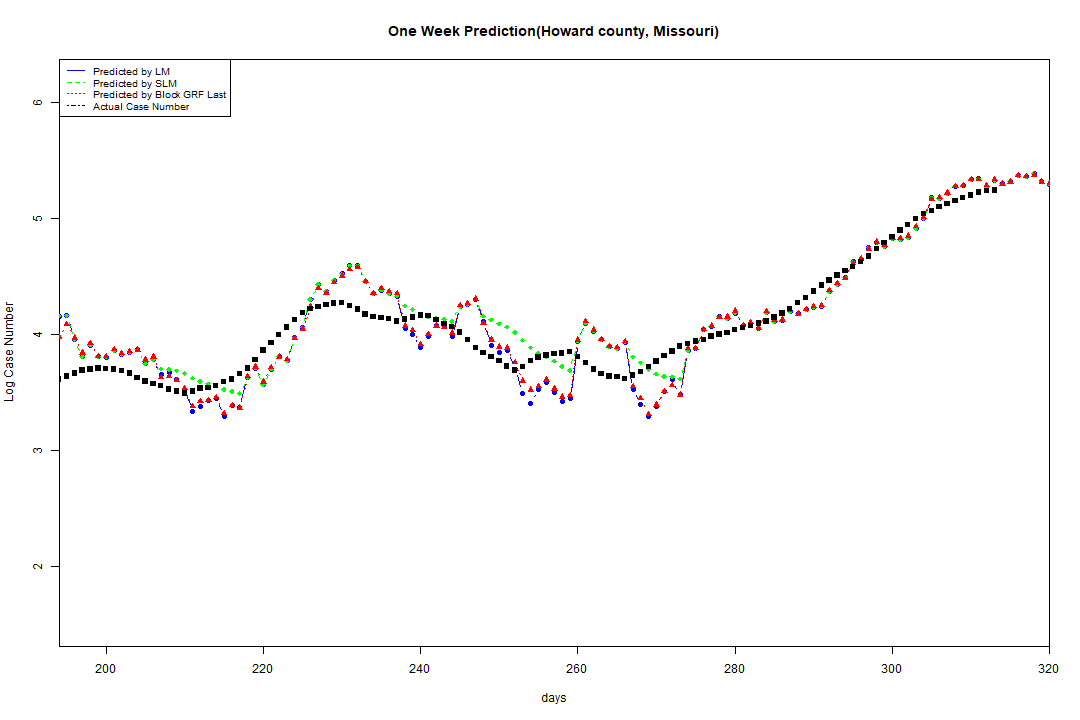 One Week Prediction(Howard county, Missouri)
Predicted by LM
Predicted by SLM
Predicted by Block GRF Last
Actual Case Number
6
5
4
3
2
Log Case Number
200 220 240 260 280 300 320
days